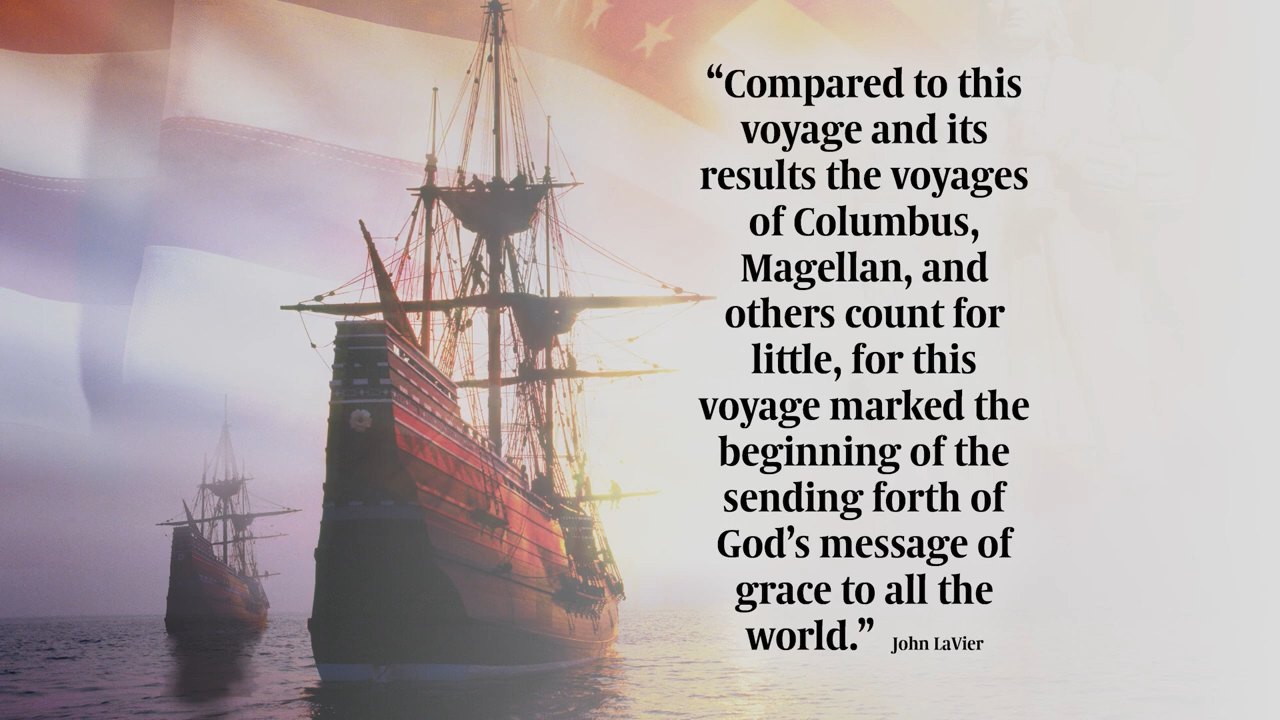 “Compared to this
voyage and its
results the voyages
of Columbus,
Magellan, and
others count for
little, for this
voyage marked the
beginning of the
sending forth of
God’s message of
grace to all the
world.” John LaVier